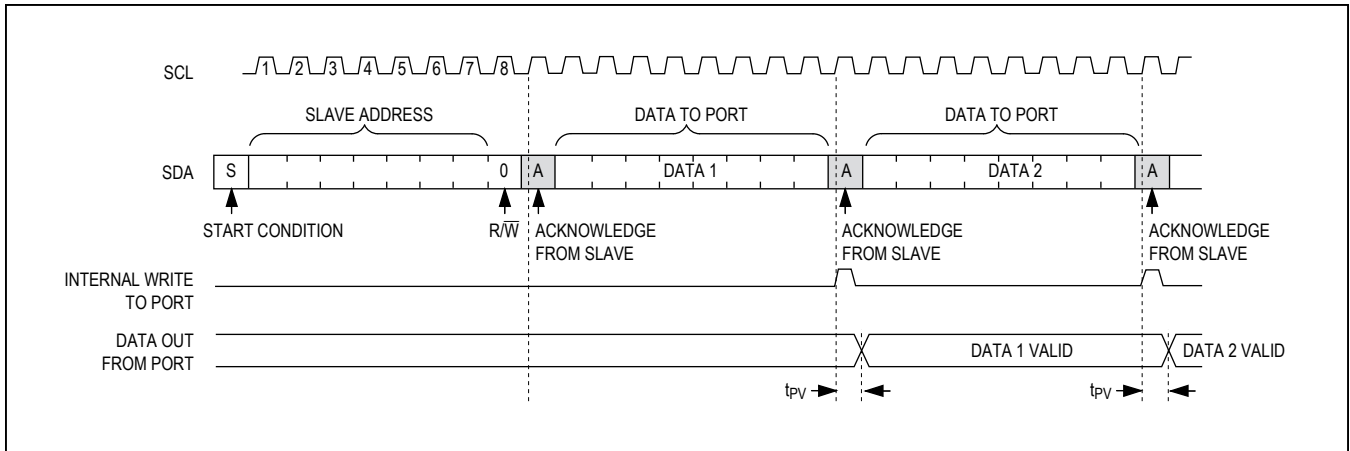 SCL
1 2 3 4 5 6 7 8
SLAVE ADDRESS
DATA TO PORT
DATA TO PORT
SDA
S
0
A
DATA 1
A
DATA 2
A
START CONDITION
R/W̅
ACKNOWLEDGE
FROM SLAVE
ACKNOWLEDGE
FROM SLAVE
ACKNOWLEDGE
FROM SLAVE
INTERNAL WRITE
TO PORT
DATA OUT
FROM PORT
DATA 1 VALID
DATA 2 VALID
tPV
tPV